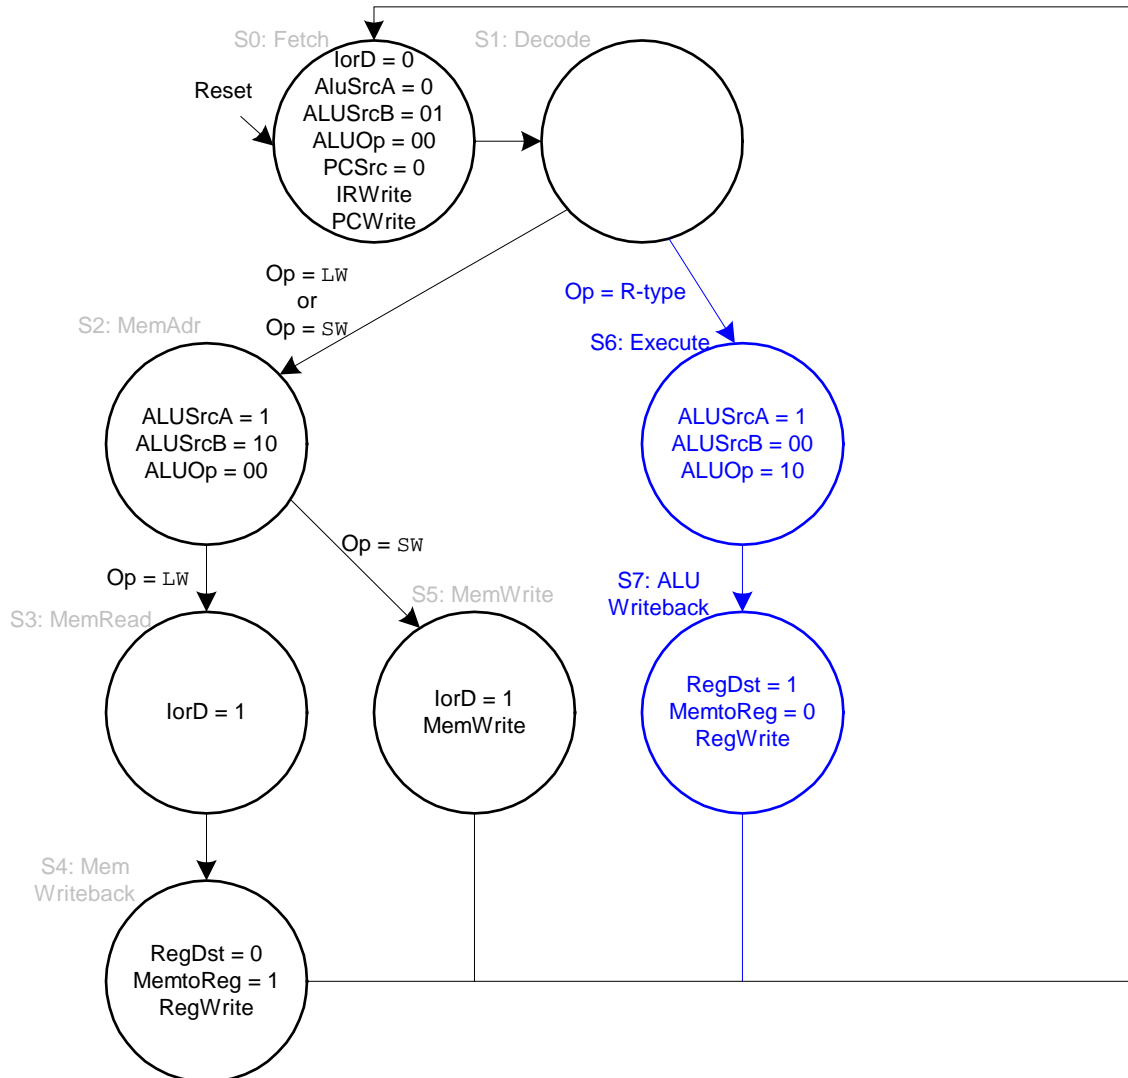 S0: Fetch
S1: Decode
Reset
IorD = 0
AluSrcA = 0
ALUSrcB = 01
ALUOp = 00
PCSrc = 0
IRWrite
PCWrite
Op = LW
or
Op = SW
Op = R-type
S2: MemAdr
S6: Execute
ALUSrcA = 1
ALUSrcB = 10
ALUOp = 00
ALUSrcA = 1
ALUSrcB = 00
ALUOp = 10
Op = LW
Op = SW
S3: MemRead
S5: MemWrite
S7: ALU
Writeback
IorD = 1
IorD = 1
MemWrite
RegDst = 1
MemtoReg = 0
RegWrite
S4: Mem
Writeback
RegDst = 0
MemtoReg = 1
RegWrite